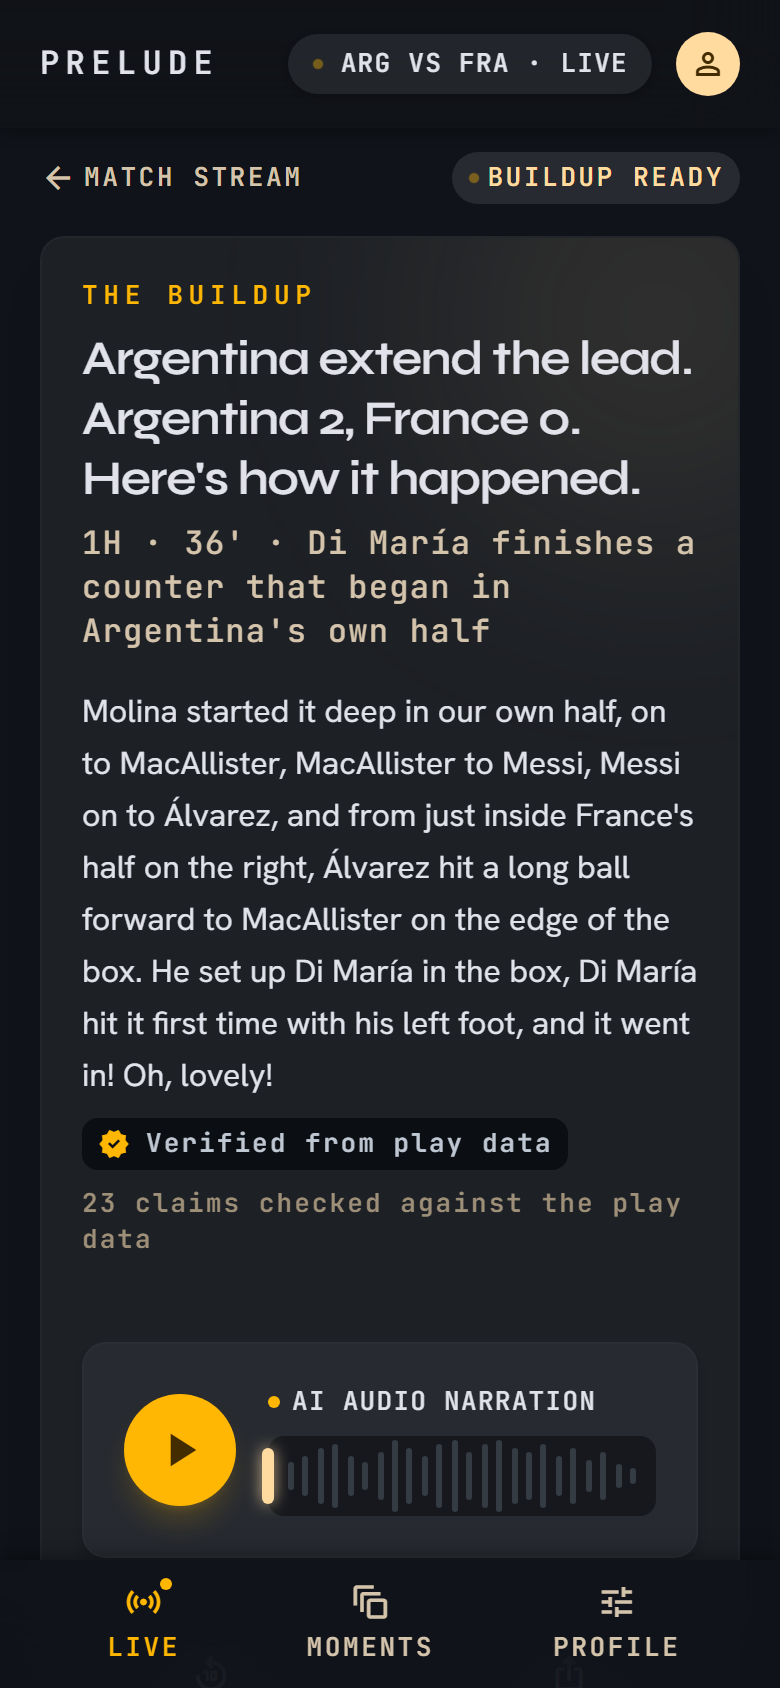 PRELUDE
ARG VS FRA · LIVE
MATCH STREAM
BUILDUP READY
THE BUILDUP
Argentina extend the lead.
Argentina 2, France 0.
Here's how it happened.
1H · 36' · Di María finishes a
counter that began in
Argentina's own half
Molina started it deep in our own half, on
to MacAllister, MacAllister to Messi, Messi
on to Álvarez, and from just inside France's
half on the right, Álvarez hit a long ball
forward to MacAllister on the edge of the
box. He set up Di María in the box, Di María
hit it first time with his left foot, and it went
in! Oh, lovely!
Verified from play data
23 claims checked against the play
data
AI AUDIO NARRATION
LIVE
MOMENTS
PROFILE
10